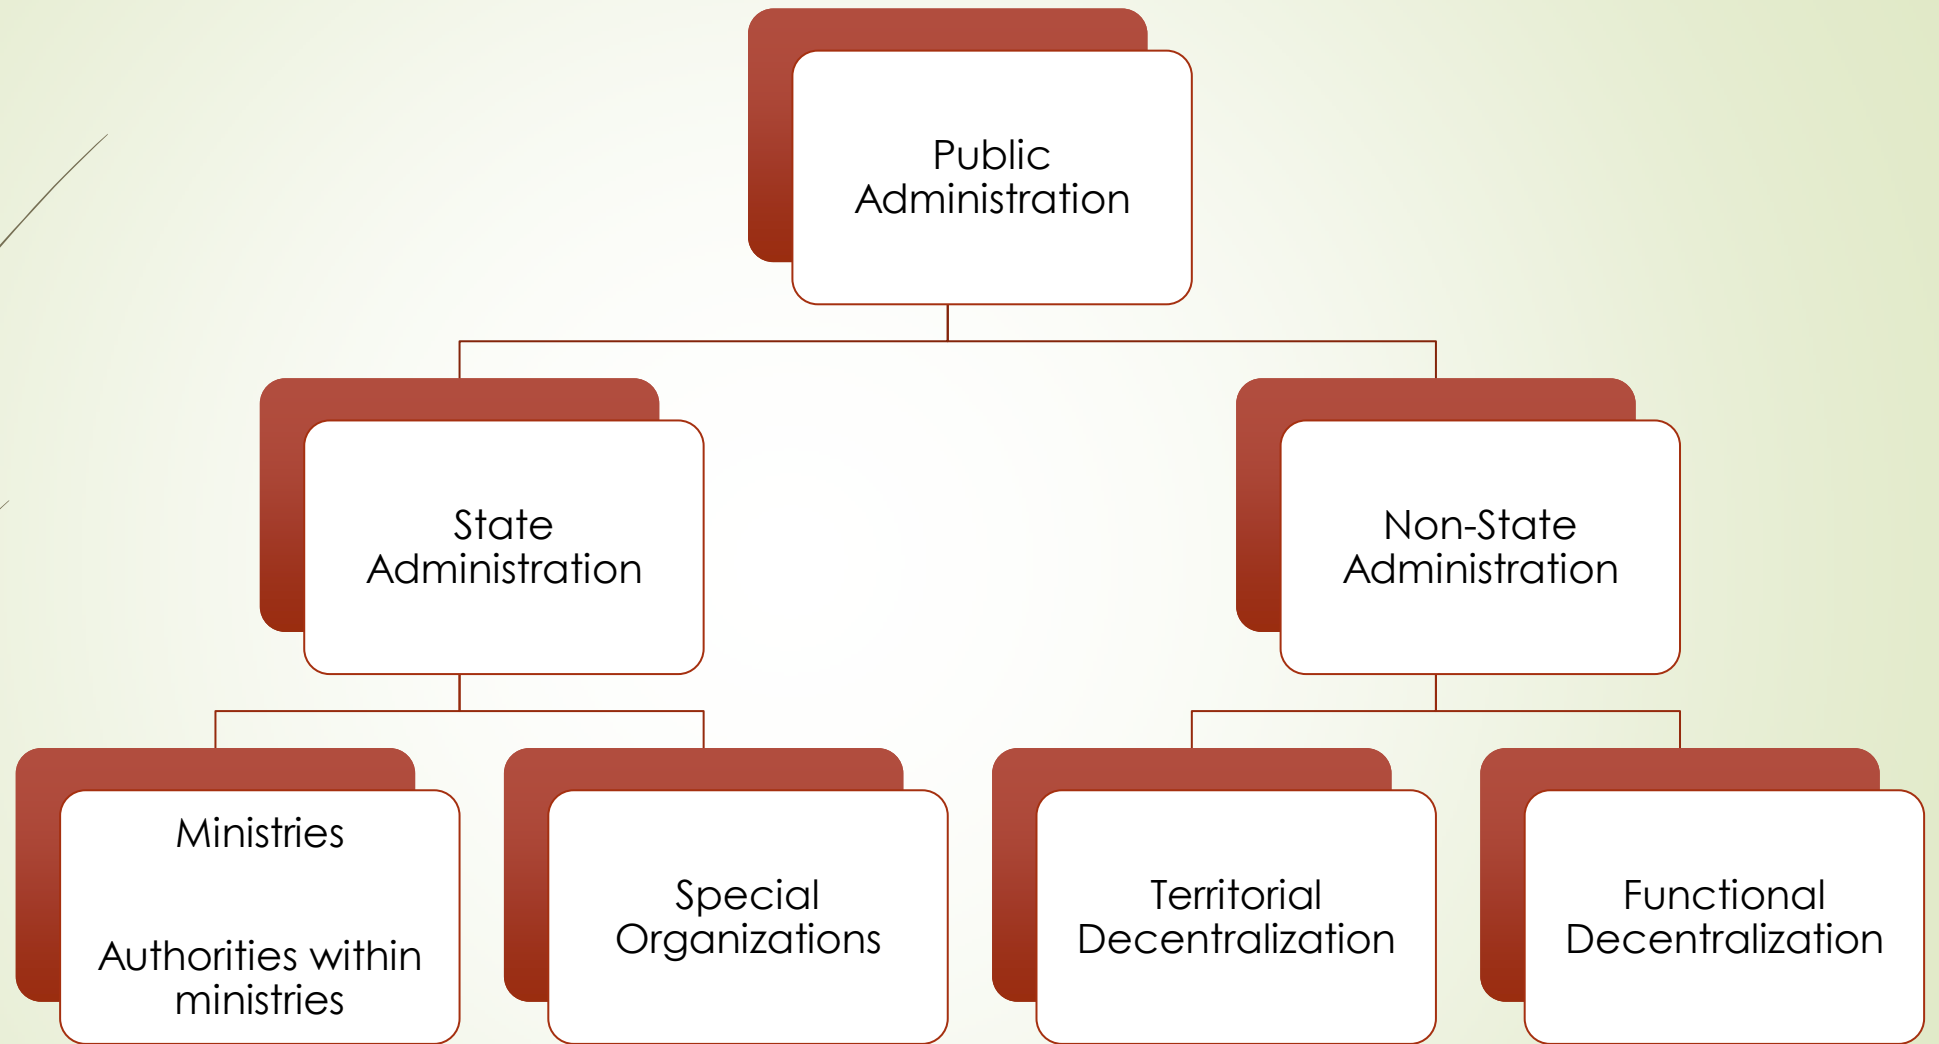 Public
Administration
State
Administration
Non-State
Administration
Ministries
Authorities within
ministries
Special
Organizations
Territorial
Decentralization
Functional
Decentralization